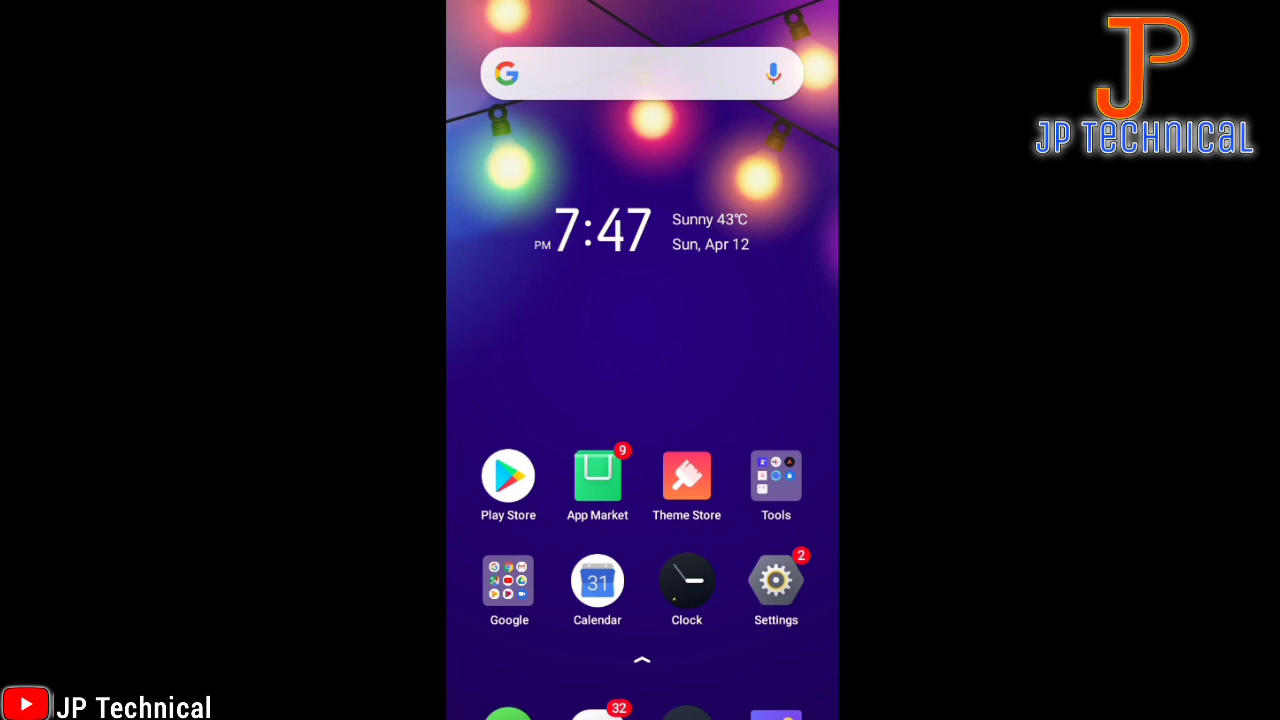 JP
JP Technical
PM 7:47
Sunny 43℃
Sun, Apr 12
9
Play Store
App Market
Theme Store
Tools
31
2
Google
Calendar
Clock
Settings
32
JP Technical